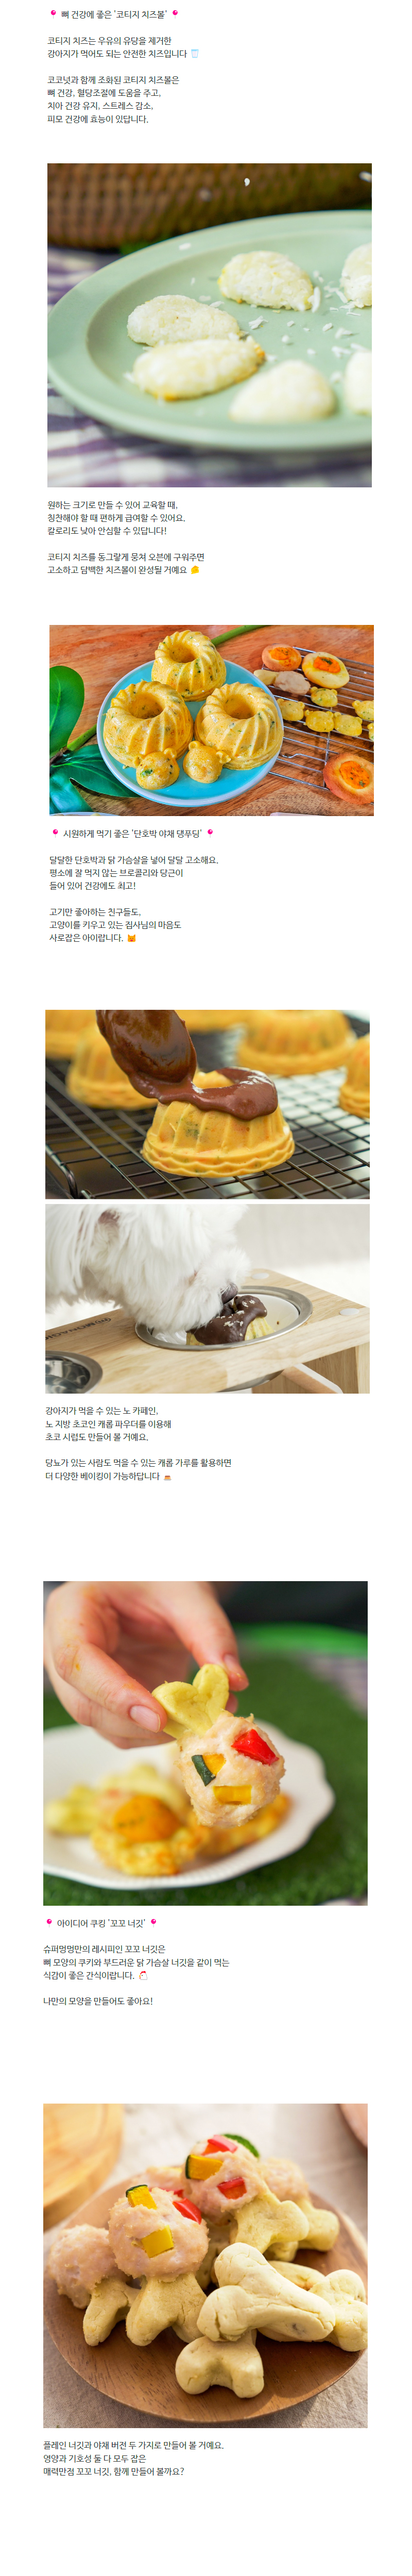 📍 뼈 건강에 좋은 '코티지 치즈볼' 📍
코티지 치즈는 우유의 유당을 제거한
강아지가 먹어도 되는 안전한 치즈입니다 🥛
코코넛과 함께 조화된 코티지 치즈볼은
뼈 건강, 혈당조절에 도움을 주고,
치아 건강 유지, 스트레스 감소,
피모 건강에 효능이 있답니다.
원하는 크기로 만들 수 있어 교육할 때,
칭찬해야 할 때 편하게 급여할 수 있어요.
칼로리도 낮아 안심할 수 있답니다!
코티지 치즈를 동그랗게 뭉쳐 오븐에 구워주면
고소하고 담백한 치즈볼이 완성될 거예요 🧀
📍 시원하게 먹기 좋은 '단호박 야채 댕푸딩' 📍
달달한 단호박과 닭 가슴살을 넣어 달달 고소해요.
평소에 잘 먹지 않는 브로콜리와 당근이
들어 있어 건강에도 최고!
고기만 좋아하는 친구들도,
고양이를 키우고 있는 집사님의 마음도
사로잡은 아이랍니다. 🐱
강아지가 먹을 수 있는 노 카페인,
노 지방 초코인 캐롭 파우더를 이용해
초코 시럽도 만들어 볼 거예요.
당뇨가 있는 사람도 먹을 수 있는 캐롭 가루를 활용하면
더 다양한 베이킹이 가능하답니다 🍮
📍 아이디어 쿠킹 '꼬꼬 너깃' 📍
슈퍼멍멍만의 레시피인 꼬꼬 너깃은
뼈 모양의 쿠키와 부드러운 닭 가슴살 너깃을 같이 먹는
식감이 좋은 간식이랍니다. 🐔
나만의 모양을 만들어도 좋아요!
플레인 너깃과 야채 버전 두 가지로 만들어 볼 거예요.
영양과 기호성 둘 다 모두 잡은
매력만점 꼬꼬 너깃, 함께 만들어 볼까요?